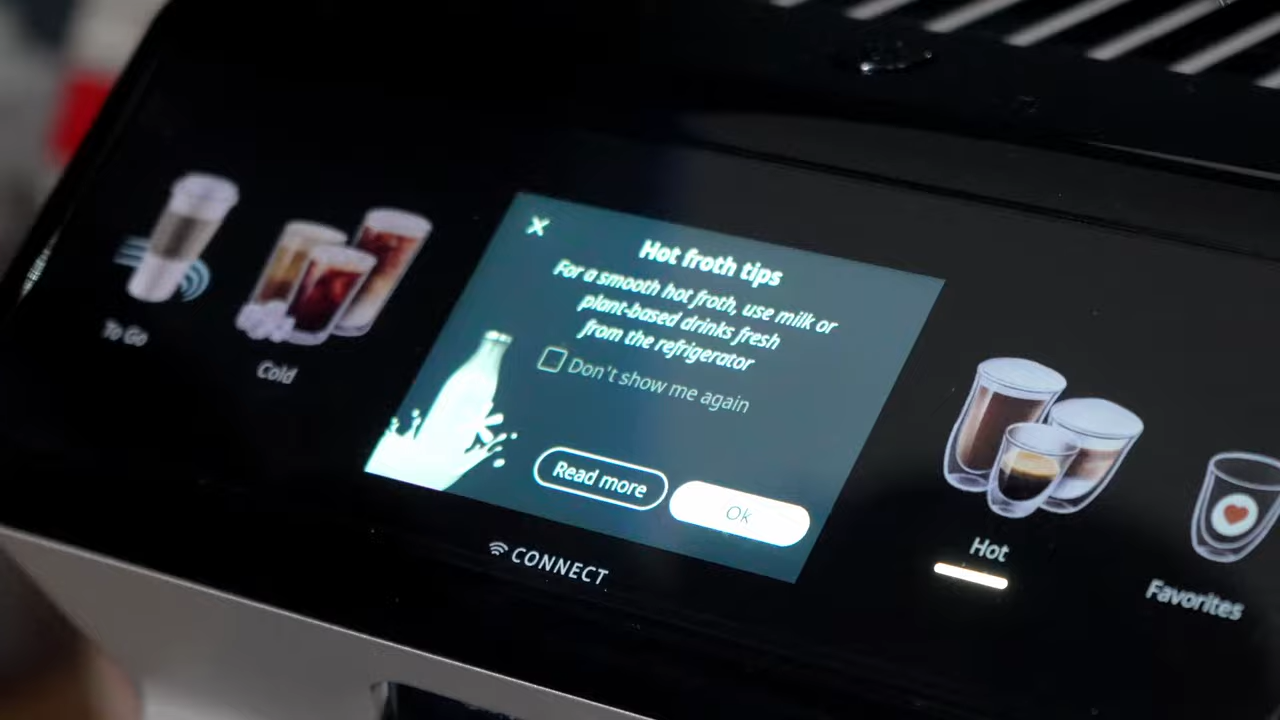 To Go
Cold
Hot froth tips
For a smooth hot froth, use milk or
plant-based drinks fresh
from the refrigerator
Don't show me again
Read more
Ok
CONNECT
Hot
Favorites